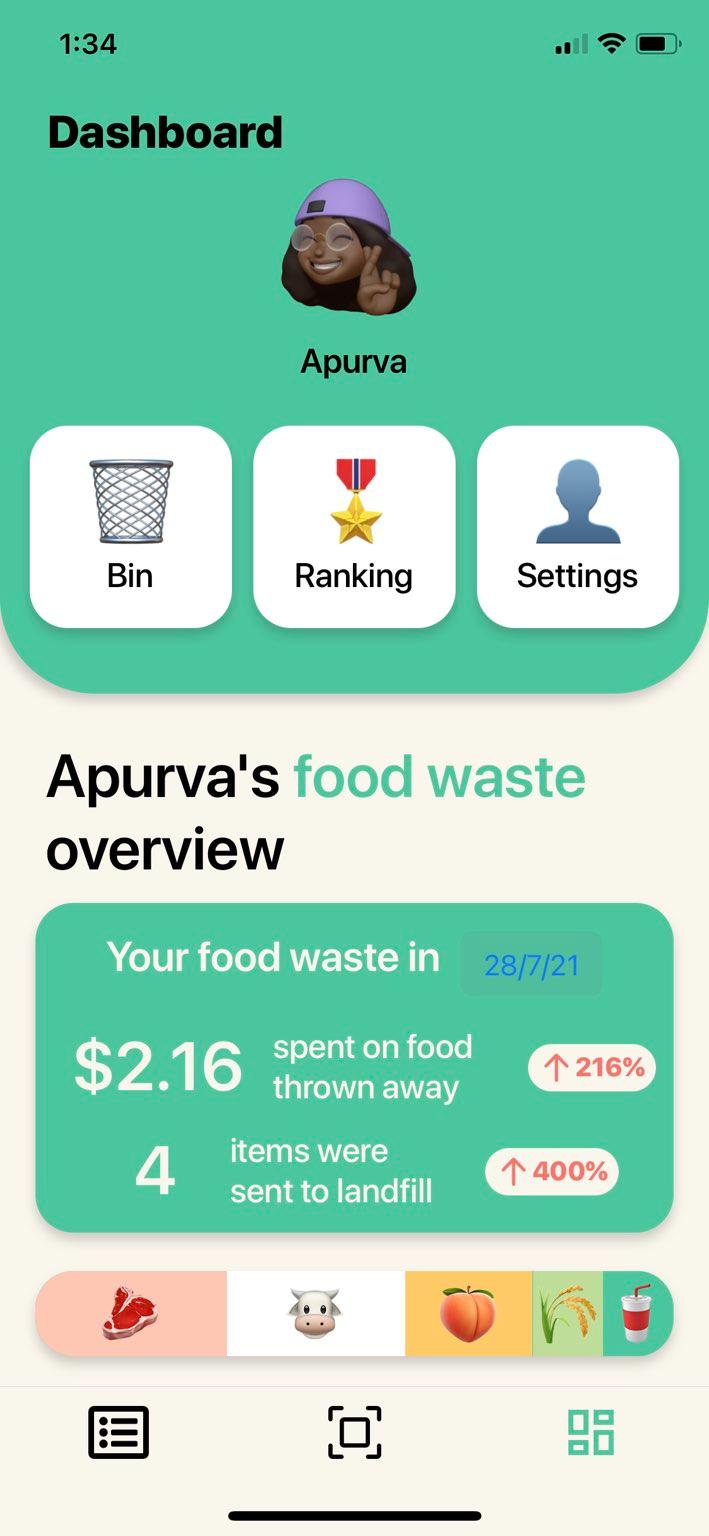 1:34
Dashboard
Apurva
Bin
Ranking
Settings
Apurva's food waste
overview
Your food waste in 28/7/21
$2.16
spent on food
thrown away
↑ 216%
4
items were
sent to landfill
↑ 400%